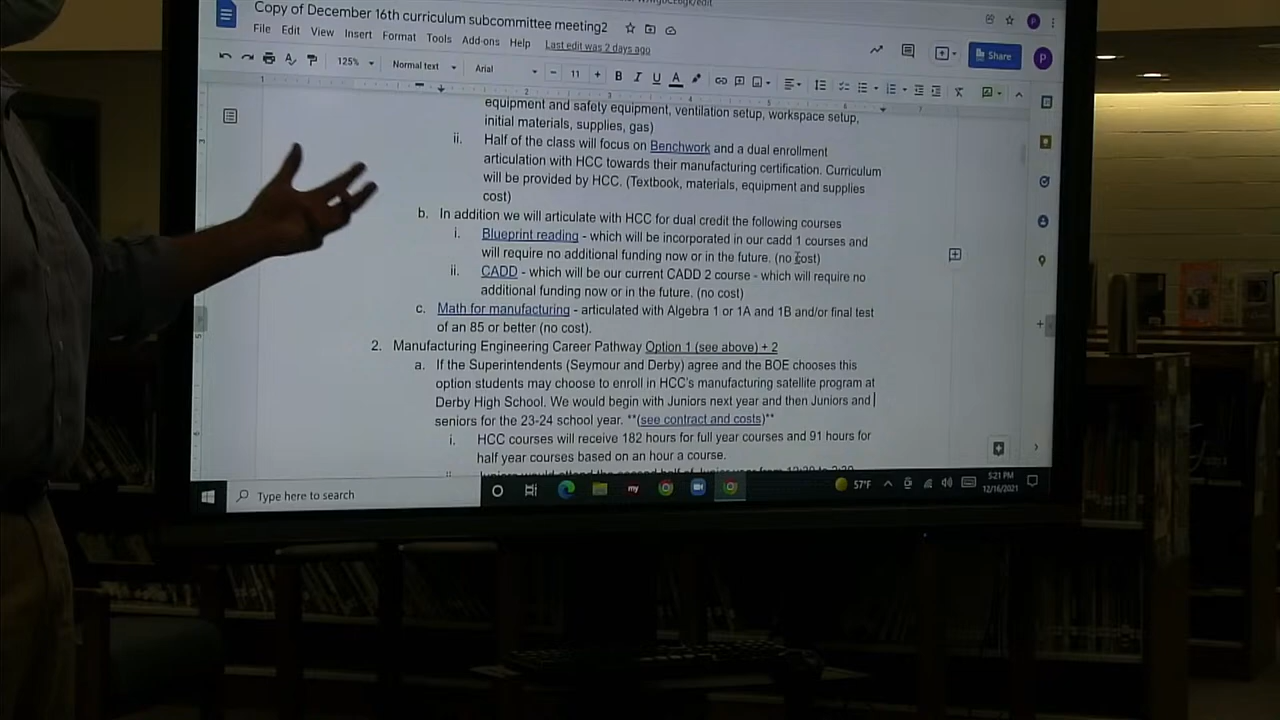 Copy of December 16th curriculum subcommittee meeting2
File Edit View Insert Format Tools Add-ons Help Last edit was 2 days ago
Share
P
125% Normal text Arial 11 B I U A
equipment and safety equipment, ventilation setup, workspace setup,
initial materials, supplies, gas)
ii. Half of the class will focus on Benchwork and a dual enrollment
articulation with HCC towards their manufacturing certification. Curriculum
will be provided by HCC. (Textbook, materials, equipment and supplies
cost)
b. In addition we will articulate with HCC for dual credit the following courses
i. Blueprint reading - which will be incorporated in our cadd 1 courses and
will require no additional funding now or in the future. (no cost)
ii. CADD - which will be our current CADD 2 course - which will require no
additional funding now or in the future. (no cost)
c. Math for manufacturing - articulated with Algebra 1 or 1A and 1B and/or final test
of an 85 or better (no cost).
2. Manufacturing Engineering Career Pathway Option 1 (see above) + 2
a. If the Superintendents (Seymour and Derby) agree and the BOE chooses this
option students may choose to enroll in HCC's manufacturing satellite program at
Derby High School. We would begin with Juniors next year and then Juniors and
seniors for the 23-24 school year. **(see contract and costs)**
i. HCC courses will receive 182 hours for full year courses and 91 hours for
half year courses based on an hour a course.
Type here to search
my
57°F
5:21 PM
12/16/2021